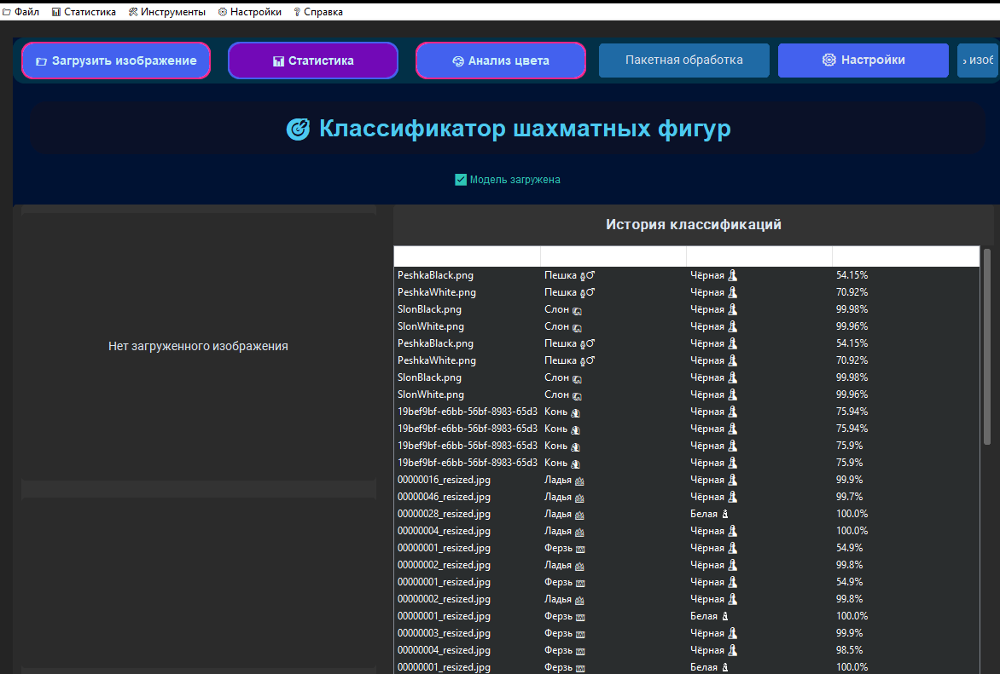 Файл Статистика Инструменты Настройки Справка
Загрузить изображение Статистика Анализ цвета Пакетная обработка Настройки
Классификатор шахматных фигур
Модель загружена
История классификаций
Нет загруженного изображения
PeshkaBlack.png Пешка Чёрная 54.15%
PeshkaWhite.png Пешка Чёрная 70.92%
SlonBlack.png Слон Чёрная 99.98%
SlonWhite.png Слон Чёрная 99.96%
PeshkaBlack.png Пешка Чёрная 54.15%
PeshkaWhite.png Пешка Чёрная 70.92%
SlonBlack.png Слон Чёрная 99.98%
SlonWhite.png Слон Чёрная 99.96%
19bef9bf-e6bb-56bf-8983-65d3 Конь Чёрная 75.94%
19bef9bf-e6bb-56bf-8983-65d3 Конь Чёрная 75.94%
19bef9bf-e6bb-56bf-8983-65d3 Конь Чёрная 75.9%
19bef9bf-e6bb-56bf-8983-65d3 Конь Чёрная 75.9%
00000016_resized.jpg Ладья Чёрная 99.9%
00000046_resized.jpg Ладья Чёрная 99.7%
00000028_resized.jpg Ладья Белая 100.0%
00000004_resized.jpg Ладья Чёрная 100.0%
00000001_resized.jpg Ферзь Чёрная 54.9%
00000002_resized.jpg Ладья Чёрная 99.8%
00000001_resized.jpg Ферзь Чёрная 54.9%
00000002_resized.jpg Ладья Чёрная 99.8%
00000001_resized.jpg Ферзь Белая 100.0%
00000003_resized.jpg Ферзь Чёрная 99.9%
00000004_resized.jpg Ферзь Чёрная 98.5%
00000001_resized.jpg Ферзь Белая 100.0%